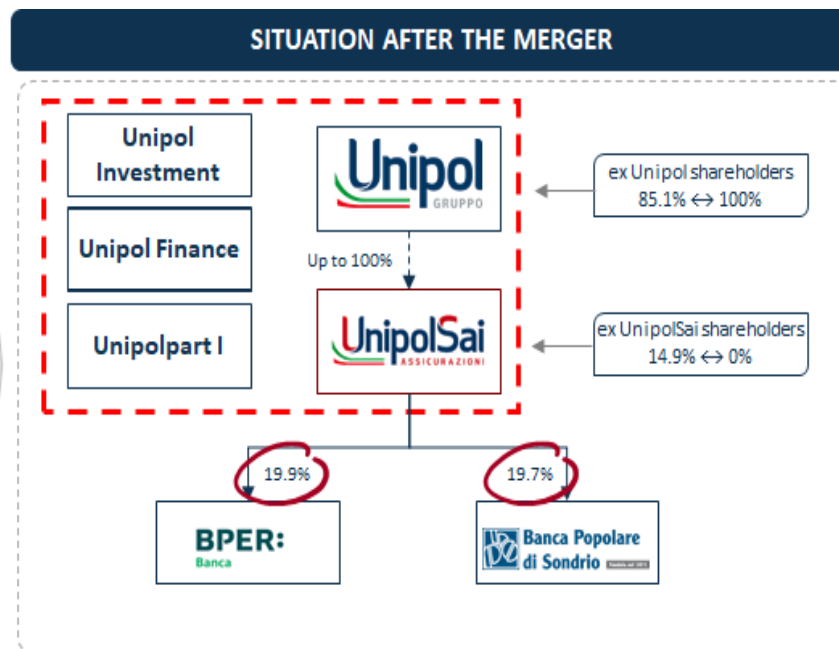 SITUATION AFTER THE MERGER
Unipol
Investment
Unipol Finance
Unipolpart I
Unipol
GRUPPO
Up to 100%
UnipolSai
ASSICURAZIONI
ex Unipol shareholders
85.1% ↔ 100%
ex UnipolSai shareholders
14.9% ↔ 0%
19.9%
19.7%
BPER:
Banca
Banca Popolare
di Sondrio